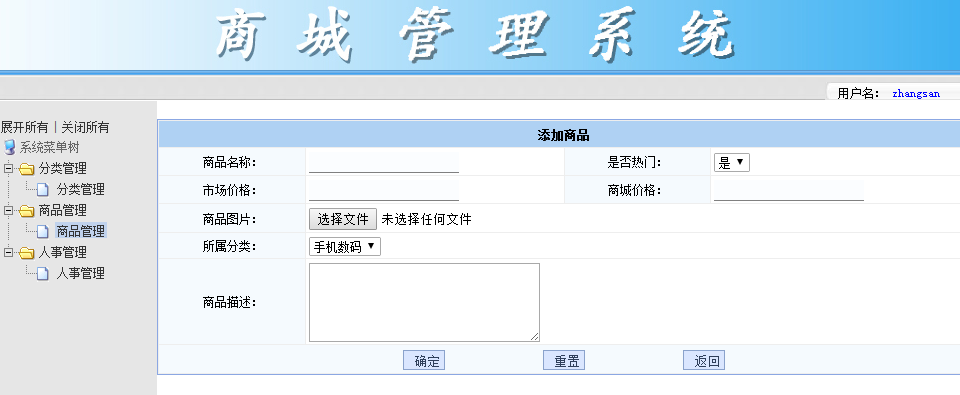 商城管理系统
用户名： zhangsan
展开所有 | 关闭所有
系统菜单树
分类管理
分类管理
商品管理
商品管理
人事管理
人事管理
添加商品
商品名称： 是否热门： 是
市场价格： 商城价格：
商品图片： 选择文件 未选择任何文件
所属分类： 手机数码
商品描述：
确定 重置 返回